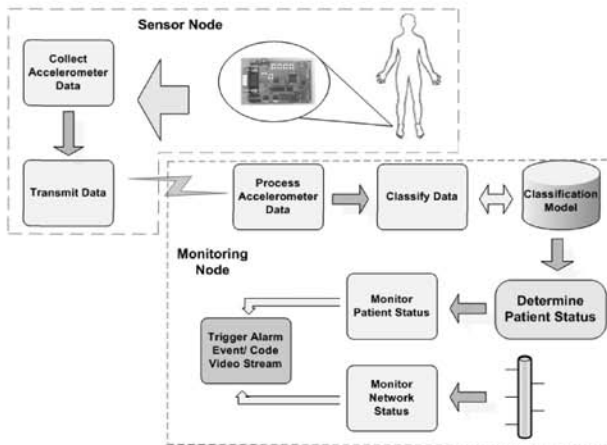 Sensor Node
Collect
Accelerometer
Data
Transmit Data
Process
Accelerometer
Data
Classify Data
Classification
Model
Monitoring
Node
Monitor
Patient Status
Determine
Patient Status
Trigger Alarm
Event/ Code
Video Stream
Monitor
Network
Status